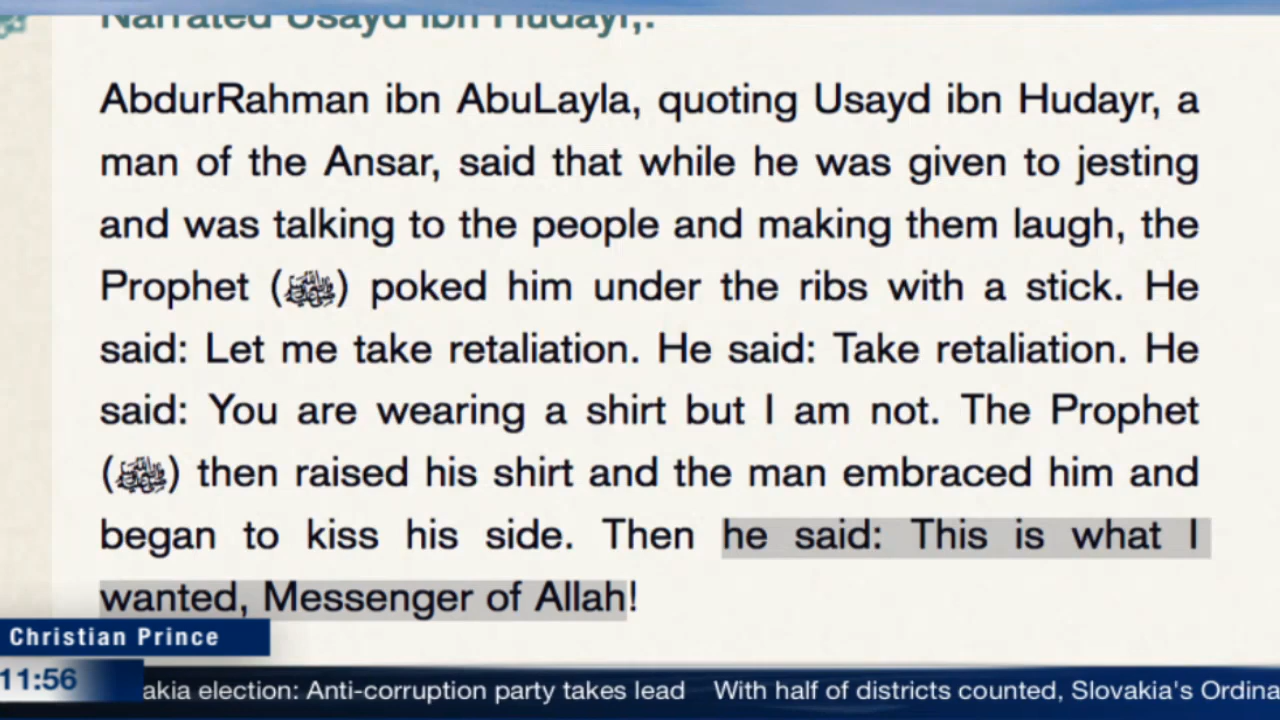 Narrated Usayd ibn Hudayr,:
AbdurRahman ibn AbuLayla, quoting Usayd ibn Hudayr, a
man of the Ansar, said that while he was given to jesting
and was talking to the people and making them laugh, the
Prophet (ﷺ) poked him under the ribs with a stick. He
said: Let me take retaliation. He said: Take retaliation. He
said: You are wearing a shirt but I am not. The Prophet
(ﷺ) then raised his shirt and the man embraced him and
began to kiss his side. Then he said: This is what I
wanted, Messenger of Allah!
Christian Prince
11:56
akia election: Anti-corruption party takes lead With half of districts counted, Slovakia's Ordina